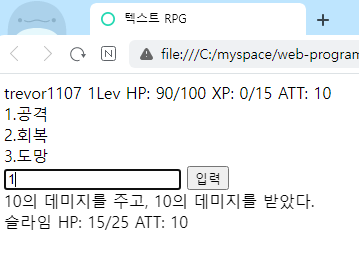 텍스트 RPG
file:///C:/myspace/web-program
trevor1107 1Lev HP: 90/100 XP: 0/15 ATT: 10
1.공격
2.회복
3.도망
1 입력
10의 데미지를 주고, 10의 데미지를 받았다.
슬라임 HP: 15/25 ATT: 10